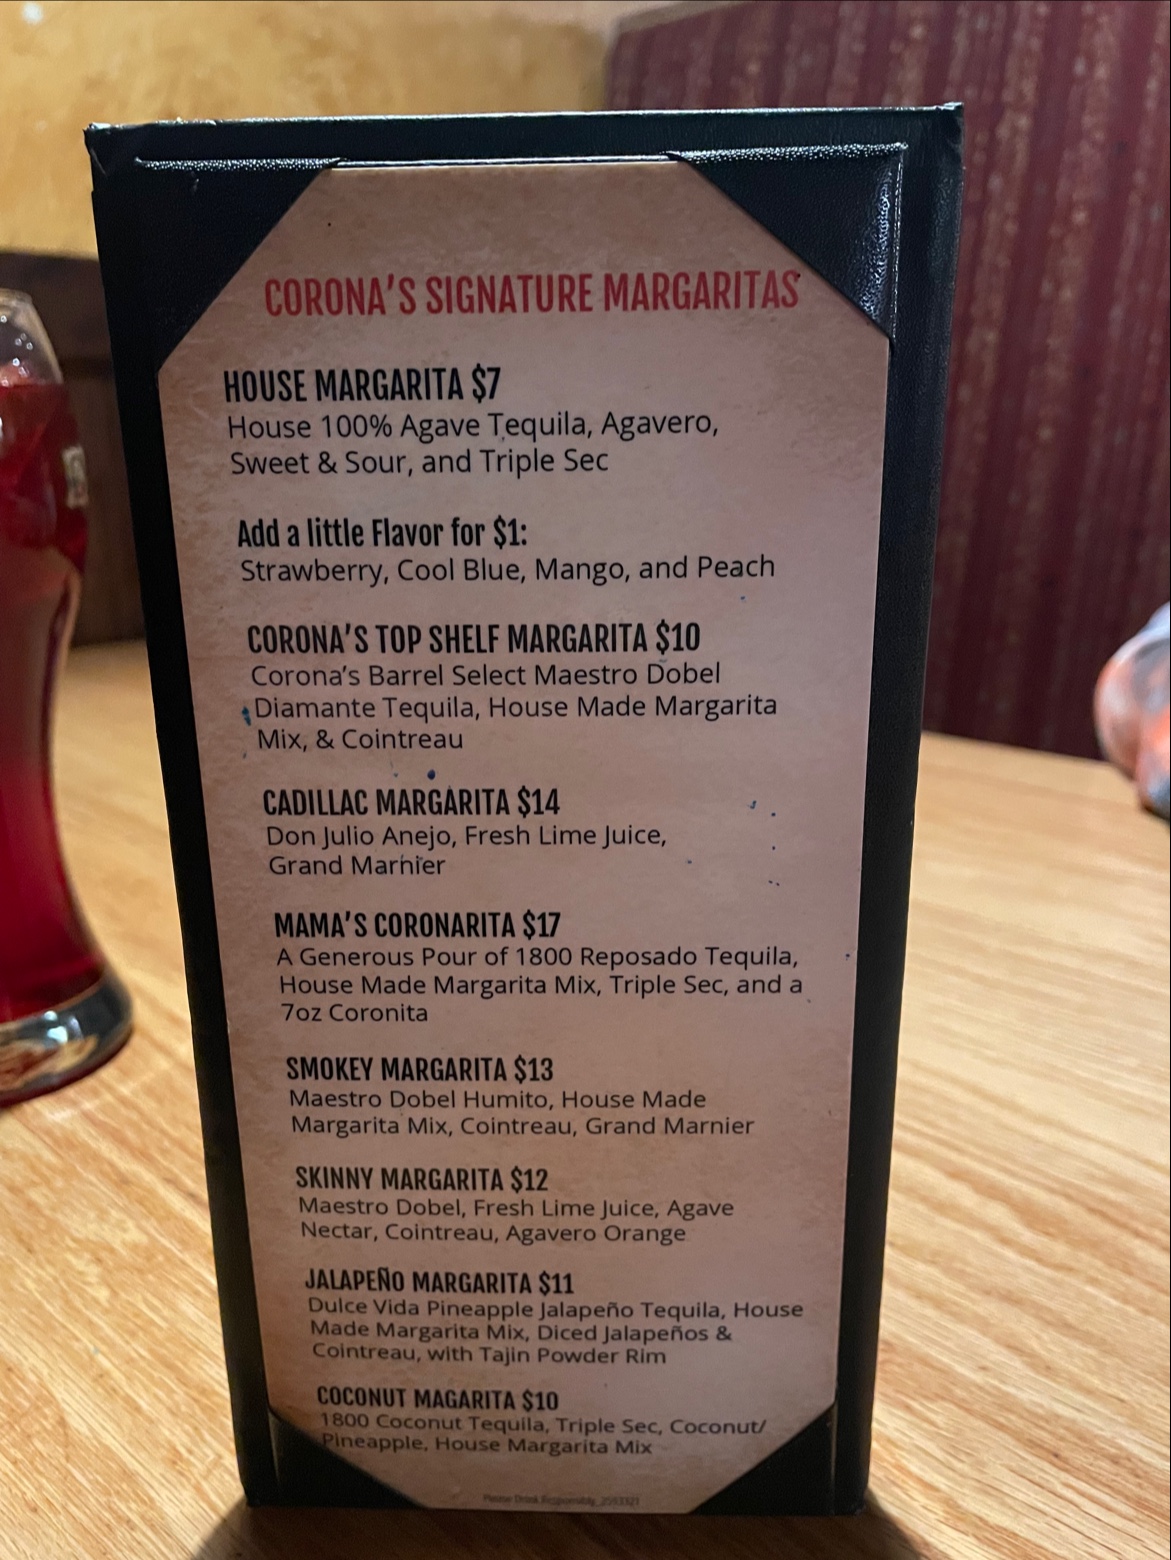 CORONA'S SIGNATURE MARGARITAS
HOUSE MARGARITA $7
House 100% Agave Tequila, Agavero,
Sweet & Sour, and Triple Sec
Add a little Flavor for $1:
Strawberry, Cool Blue, Mango, and Peach
CORONA'S TOP SHELF MARGARITA $10
Corona's Barrel Select Maestro Dobel
Diamante Tequila, House Made Margarita
Mix, & Cointreau
CADILLAC MARGARITA $14
Don Julio Anejo, Fresh Lime Juice,
Grand Marnier
MAMA'S CORONARITA $17
A Generous Pour of 1800 Reposado Tequila,
House Made Margarita Mix, Triple Sec, and a
7oz Coronita
SMOKEY MARGARITA $13
Maestro Dobel Humito, House Made
Margarita Mix, Cointreau, Grand Marnier
SKINNY MARGARITA $12
Maestro Dobel, Fresh Lime Juice, Agave
Nectar, Cointreau, Agavero Orange
JALAPEÑO MARGARITA $11
Dulce Vida Pineapple Jalapeño Tequila, House
Made Margarita Mix, Diced Jalapeños &
Cointreau, with Tajin Powder Rim
COCONUT MAGARITA $10
1800 Coconut Tequila, Triple Sec, Coconut/
Pineapple, House Margarita Mix
Please Drink Responsibly